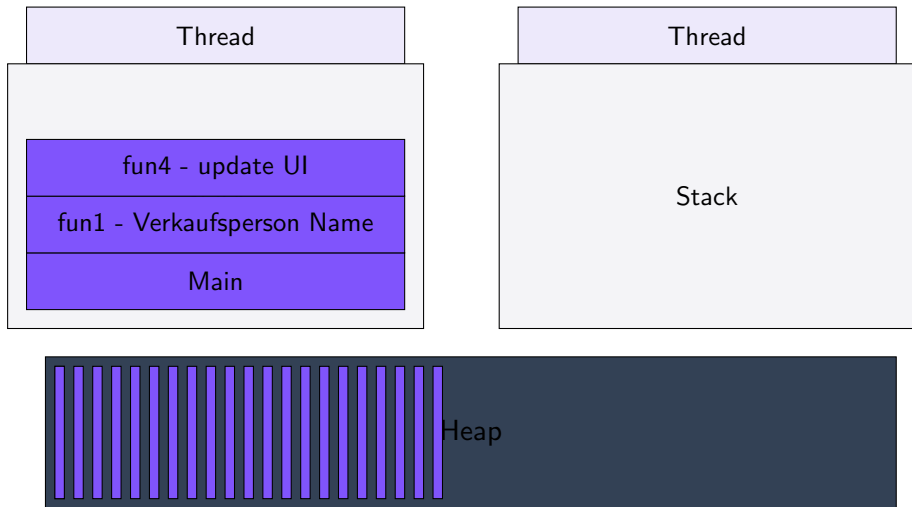 Thread
Thread
fun4 - update UI
fun1 - Verkaufsperson Name
Main
Stack
Heap